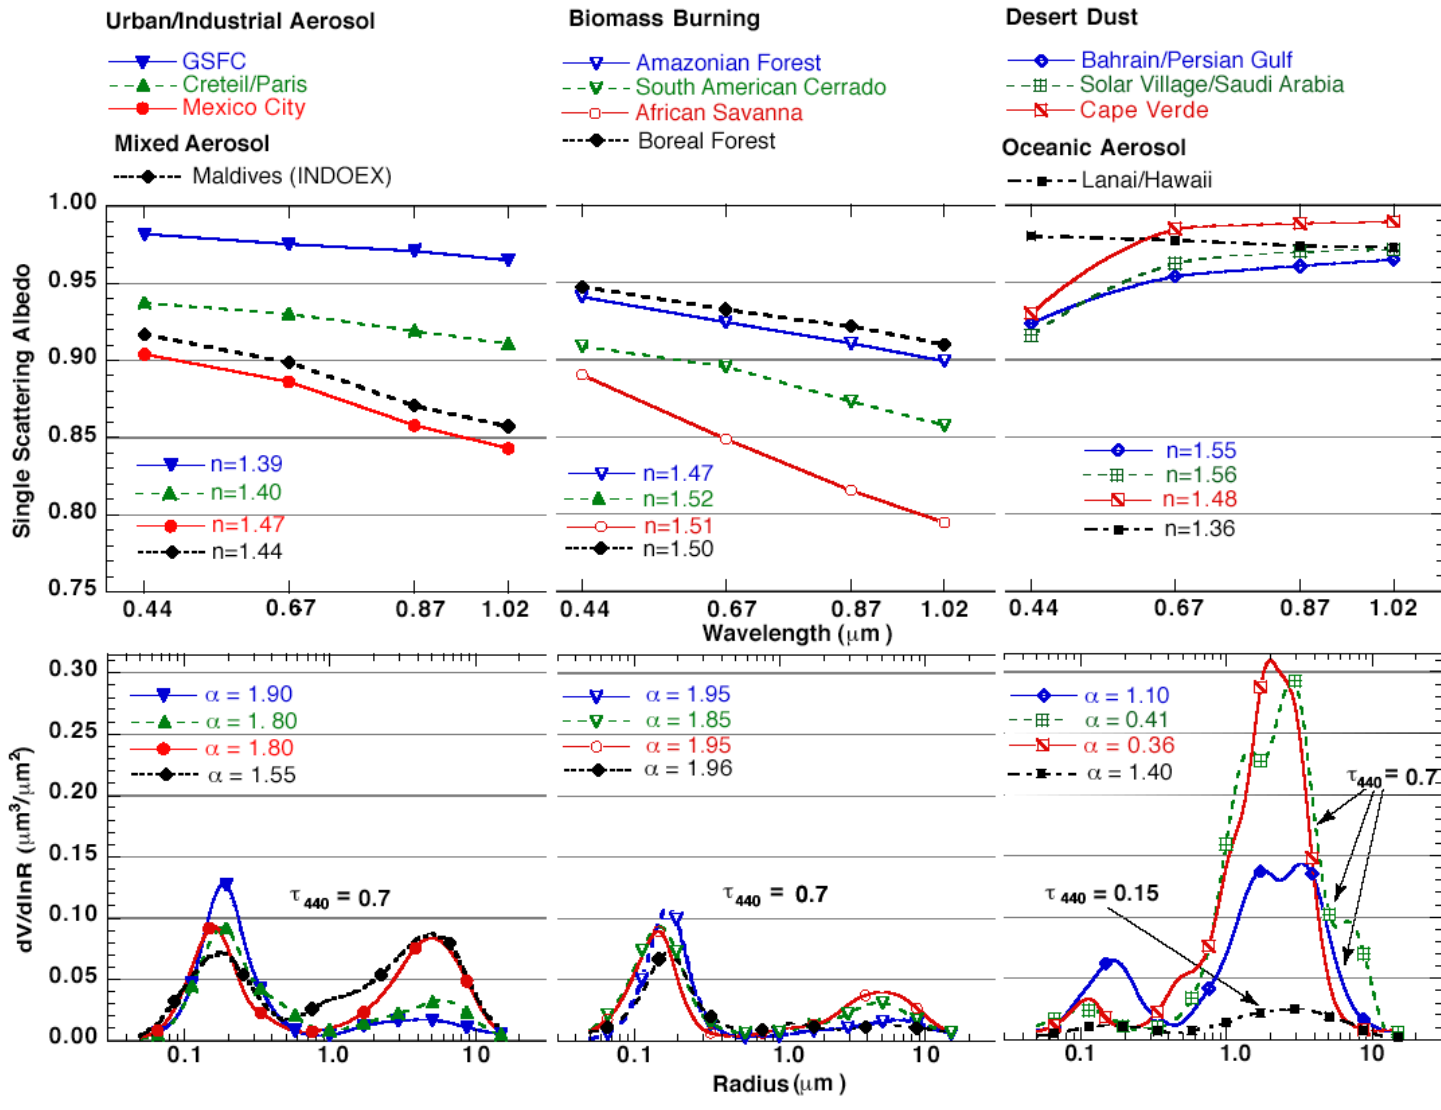 Urban/Industrial Aerosol
GSFC
Creteil/Paris
Mexico City
Mixed Aerosol
Maldives (INDOEX)
Biomass Burning
Amazonian Forest
South American Cerrado
African Savanna
Boreal Forest
Desert Dust
Bahrain/Persian Gulf
Solar Village/Saudi Arabia
Cape Verde
Oceanic Aerosol
Lanai/Hawaii
Single Scattering Albedo
1.00
0.95
0.90
0.85
0.80
0.75
n=1.39
n=1.40
n=1.47
n=1.44
0.44 0.67 0.87 1.02
n=1.47
n=1.52
n=1.51
n=1.50
0.44 0.67 0.87 1.02
n=1.55
n=1.56
n=1.48
n=1.36
0.44 0.67 0.87 1.02
Wavelength (μm )
dV/dlnR (μm³/μm²)
0.30
0.25
0.20
0.15
0.10
0.05
0.00
α = 1.90
α = 1. 80
α = 1.80
α = 1.55
τ440 = 0.7
0.1 1.0 10
α = 1.95
α = 1.85
α = 1.95
α = 1.96
τ440 = 0.7
0.1 1.0 10
α = 1.10
α = 0.41
α = 0.36
α = 1.40
τ440 = 0.7
τ440 = 0.15
0.1 1.0 10
Radius (μm )